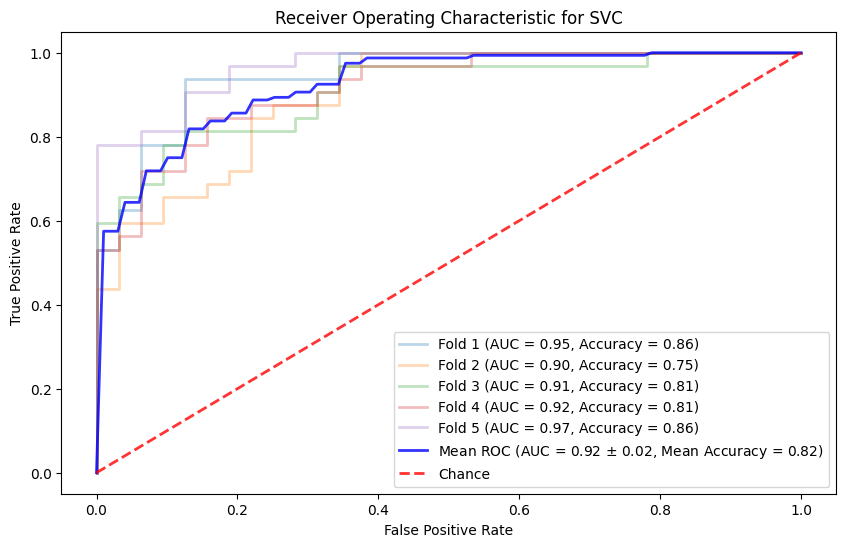 Receiver Operating Characteristic for SVC
True Positive Rate
1.0
0.8
0.6
0.4
0.2
0.0
Fold 1 (AUC = 0.95, Accuracy = 0.86)
Fold 2 (AUC = 0.90, Accuracy = 0.75)
Fold 3 (AUC = 0.91, Accuracy = 0.81)
Fold 4 (AUC = 0.92, Accuracy = 0.81)
Fold 5 (AUC = 0.97, Accuracy = 0.86)
Mean ROC (AUC = 0.92 ± 0.02, Mean Accuracy = 0.82)
Chance
0.0 0.2 0.4 0.6 0.8 1.0
False Positive Rate